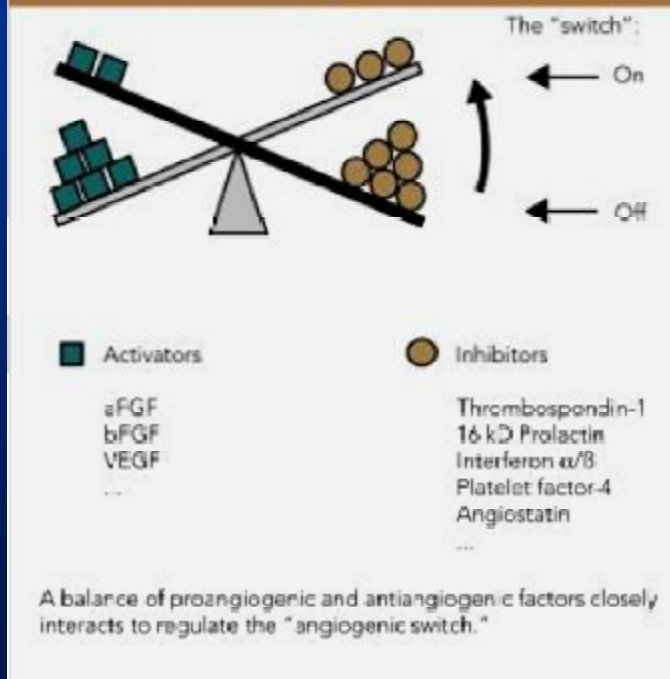 The "switch":
On
Off
Activators
aFGF
bFGF
VEGF
...
Inhibitors
Thrombospondin-1
16 kD Prolactin
Interferon α/β
Platelet factor-4
Angiostatin
...
A balance of proangiogenic and antiangiogenic factors closely
interacts to regulate the "angiogenic switch."